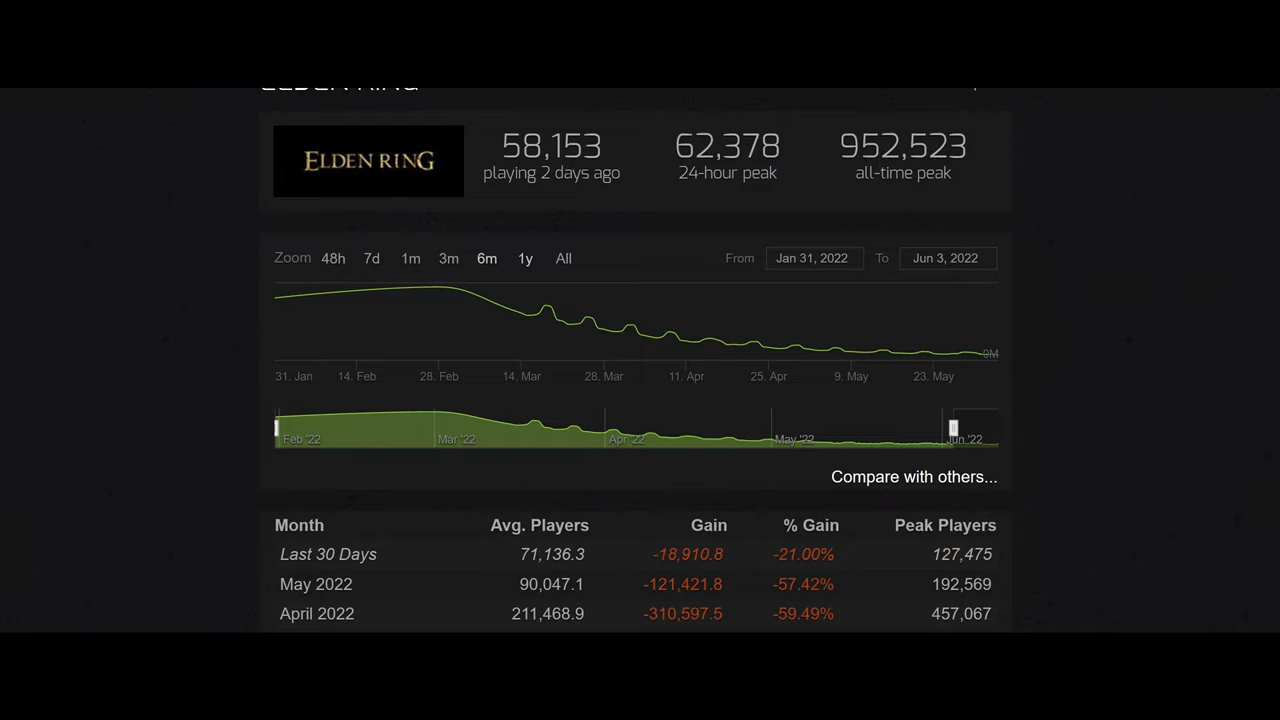 ELDEN RING
ELDEN RING
58,153 62,378 952,523
playing 2 days ago 24-hour peak all-time peak
Zoom 48h 7d 1m 3m 6m 1y All From Jan 31, 2022 To Jun 3, 2022
0M
31. Jan 14. Feb 28. Feb 14. Mar 28. Mar 11. Apr 25. Apr 9. May 23. May
Feb '22 Mar '22 Apr '22 May '22 Jun '22
Compare with others...
Month Avg. Players Gain % Gain Peak Players
Last 30 Days 71,136.3 -18,910.8 -21.00% 127,475
May 2022 90,047.1 -121,421.8 -57.42% 192,569
April 2022 211,468.9 -310,597.5 -59.49% 457,067